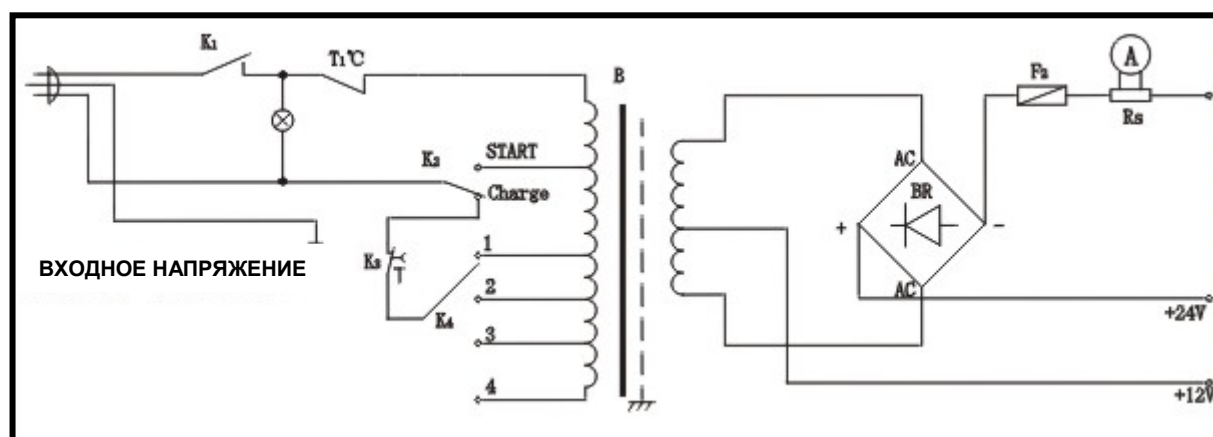 K1
T1℃
B
A
F2
Rs
START
K2
Charge
AC
BR
+
-
1
K3
T
ВХОДНОЕ НАПРЯЖЕНИЕ
2
K4
AC
+24V
3
4
+12V